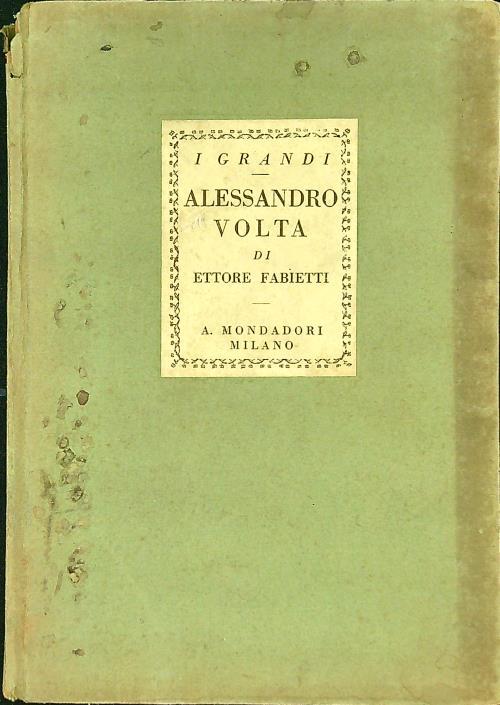 I GRANDI
ALESSANDRO
VOLTA
DI
ETTORE FABIETTI
A. MONDADORI
MILANO